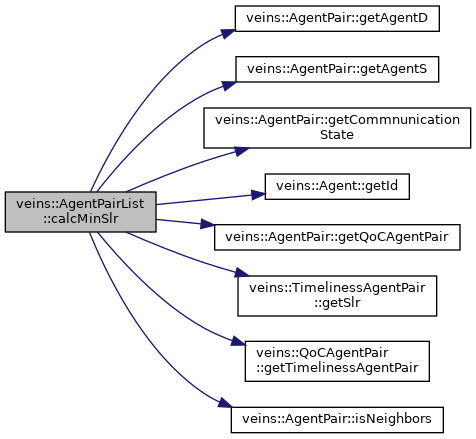 veins::AgentPairList
::calcMinSlr
veins::AgentPair::getAgentD
veins::AgentPair::getAgentS
veins::AgentPair::getCommnunication
State
veins::Agent::getId
veins::AgentPair::getQoCAgentPair
veins::TimelinessAgentPair
::getSlr
veins::QoCAgentPair
::getTimelinessAgentPair
veins::AgentPair::isNeighbors